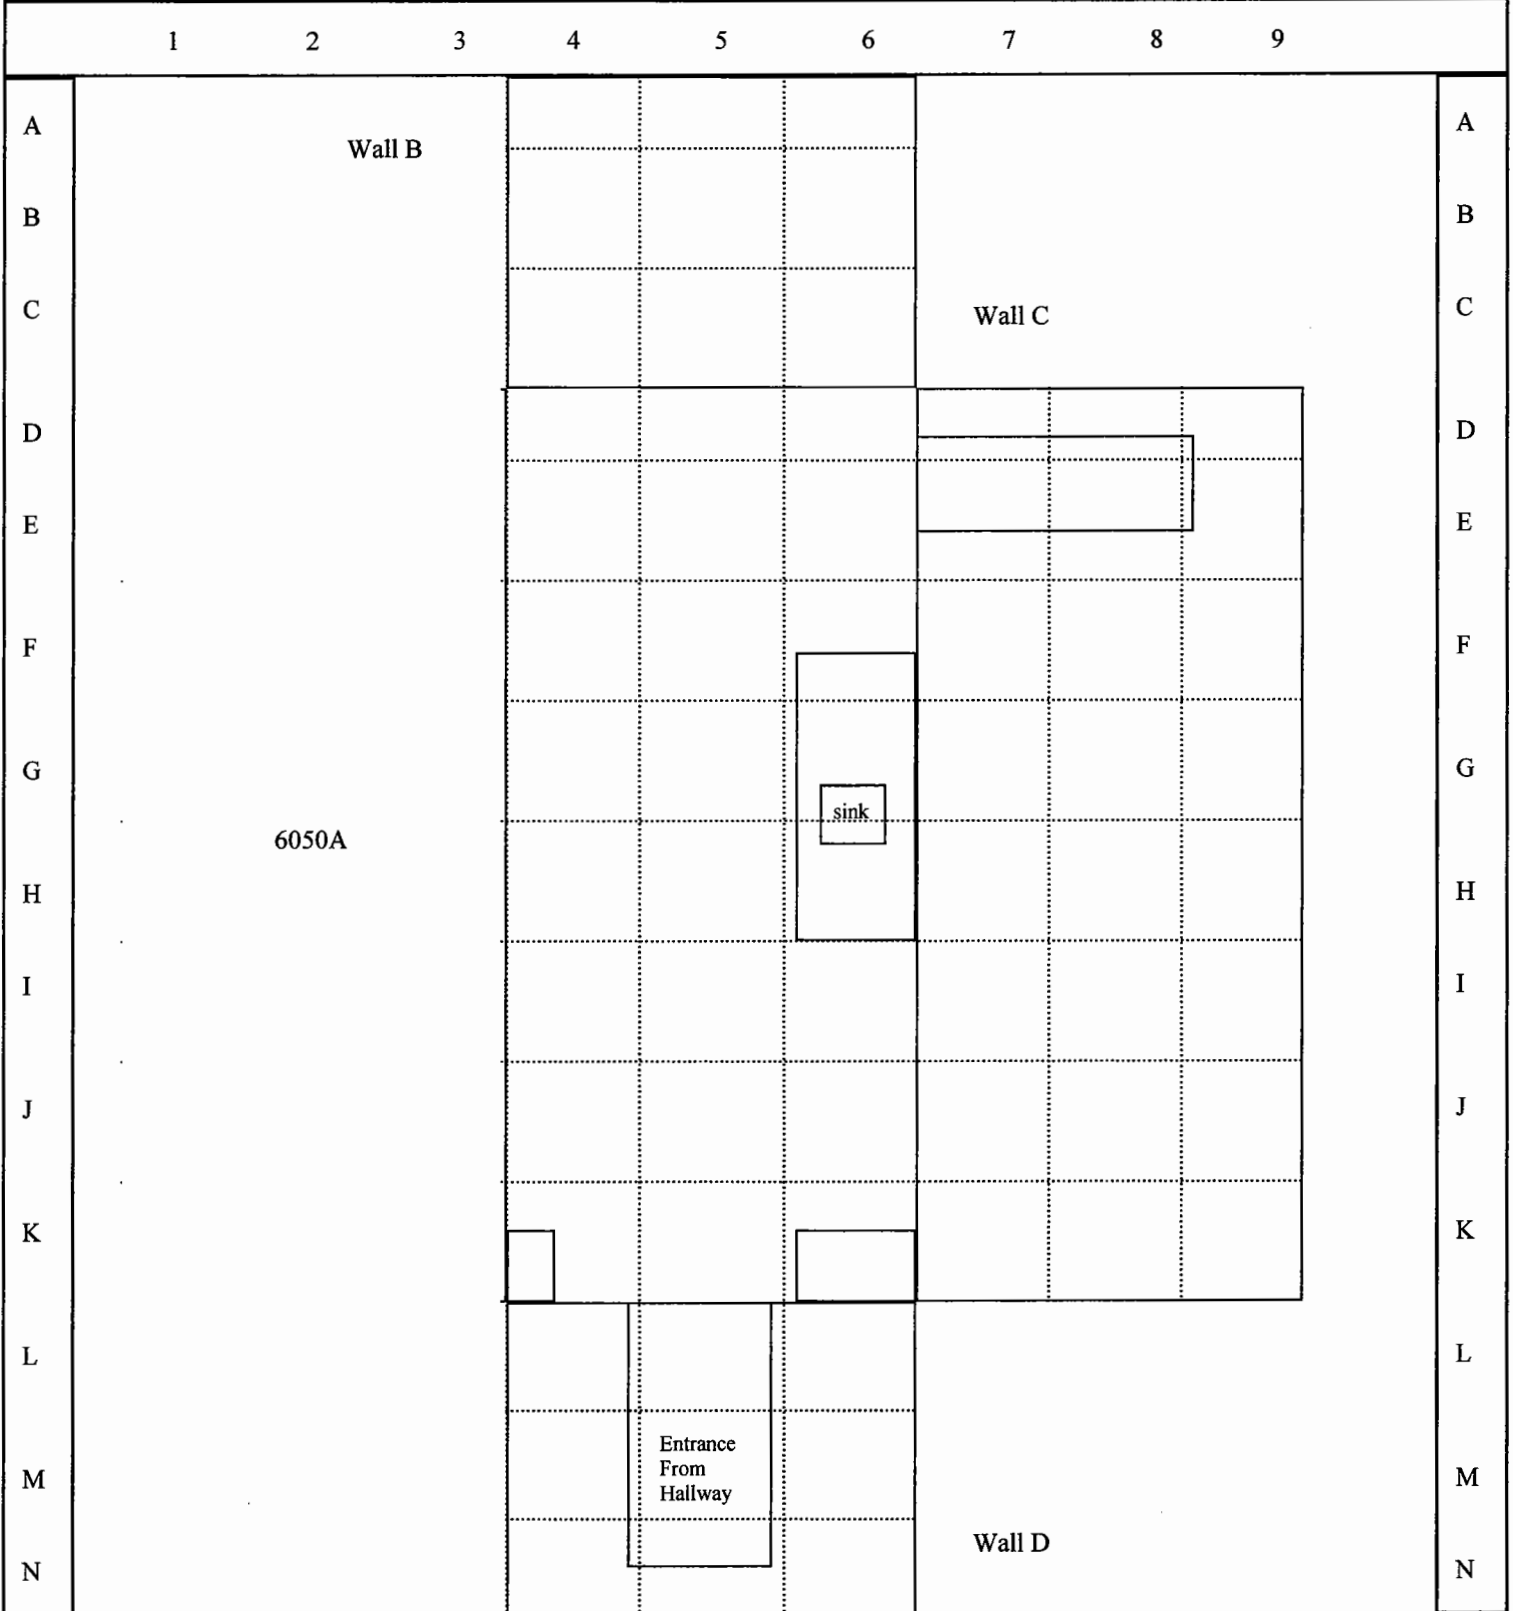 1 2 3 4 5 6 7 8 9
A A
Wall B
B B
C Wall C C
D D
E E
F F
G G
sink
6050A
H H
I I
J J
K K
L L
Entrance
From
M Hallway M
Wall D
N N